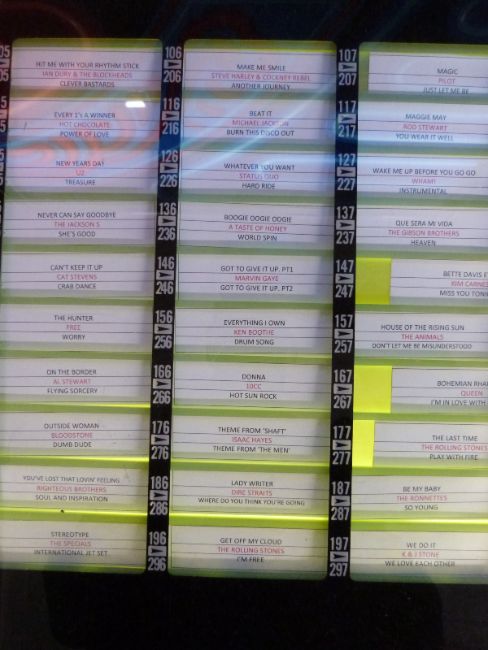 05
05
HIT ME WITH YOUR RHYTHM STICK
IAN DURY & THE BLOCKHEADS
CLEVER BASTARDS
5
5
EVERY 1'S A WINNER
HOT CHOCOLATE
POWER OF LOVE
NEW YEARS DAY
U2
TREASURE
NEVER CAN SAY GOODBYE
THE JACKSON 5
SHE'S GOOD
CAN'T KEEP IT UP
CAT STEVENS
CRAB DANCE
THE HUNTER
FREE
WORRY
ON THE BORDER
AL STEWART
FLYING SORCERY
OUTSIDE WOMAN
BLOODSTONE
DUMB DUDE
YOU'VE LOST THAT LOVIN' FEELING
RIGHTEOUS BROTHERS
SOUL AND INSPIRATION
STEREOTYPE
THE SPECIALS
INTERNATIONAL JET SET
106
206
MAKE ME SMILE
STEVE HARLEY & COCKNEY REBEL
ANOTHER JOURNEY
116
216
BEAT IT
MICHAEL JACKSON
BURN THIS DISCO OUT
126
226
WHATEVER YOU WANT
STATUS QUO
HARD RIDE
136
236
BOOGIE OOGIE OOGIE
A TASTE OF HONEY
WORLD SPIN
146
246
GOT TO GIVE IT UP. PT1
MARVIN GAYE
GOT TO GIVE IT UP. PT2
156
256
EVERYTHING I OWN
KEN BOOTHE
DRUM SONG
166
266
DONNA
10CC
HOT SUN ROCK
176
276
THEME FROM 'SHAFT'
ISAAC HAYES
THEME FROM 'THE MEN'
186
286
LADY WRITER
DIRE STRAITS
WHERE DO YOU THINK YOU'RE GOING
196
296
GET OFF MY CLOUD
THE ROLLING STONES
I'M FREE
107
207
MAGIC
PILOT
JUST LET ME BE
117
217
MAGGIE MAY
ROD STEWART
YOU WEAR IT WELL
127
227
WAKE ME UP BEFORE YOU GO GO
WHAM!
INSTRUMENTAL
137
237
QUE SERA MI VIDA
THE GIBSON BROTHERS
HEAVEN
147
247
BETTE DAVIS E
KIM CARNES
MISS YOU TONI
157
257
HOUSE OF THE RISING SUN
THE ANIMALS
DON'T LET ME BE MISUNDERSTOOD
167
267
BOHEMIAN RHA
QUEEN
I'M IN LOVE WITH
177
277
THE LAST TIME
THE ROLLING STONES
PLAY WITH FIRE
187
287
BE MY BABY
THE RONNETTES
SO YOUNG
197
297
WE DO IT
R & J STONE
WE LOVE EACH OTHER